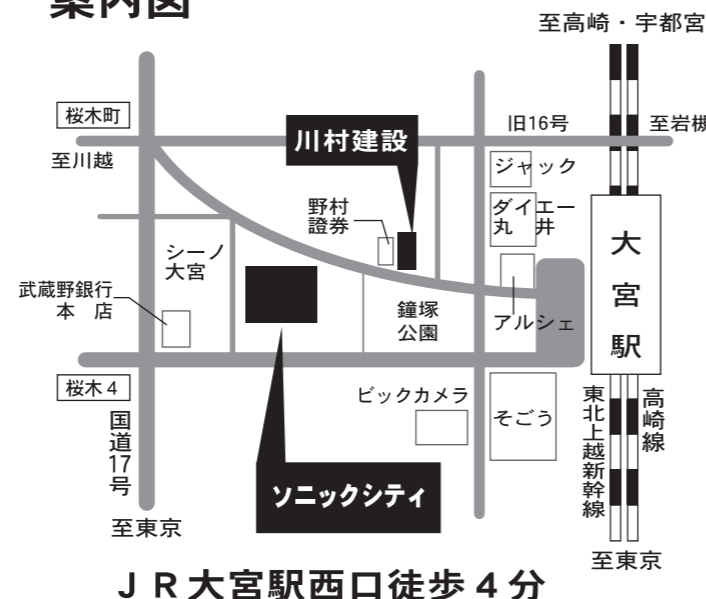 案内図
至高崎・宇都宮
桜木町
旧16号
至岩槻
川村建設
至川越
ジャック
野村
證券
ダイエー
丸　井
大宮駅
シーノ
大宮
武蔵野銀行
本　店
鐘塚
公園
アルシェ
桜木４
ビックカメラ
そごう
東北上越新幹線
高崎線
国道17号
ソニックシティ
至東京
至東京
ＪＲ大宮駅西口徒歩４分